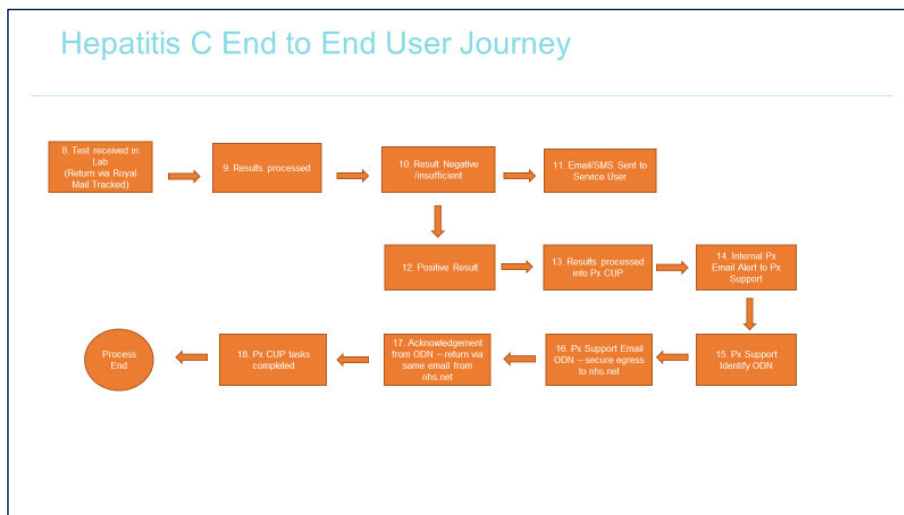 Hepatitis C End to End User Journey
8. Test received in
Lab
(Return via Royal
Mail Tracked)
9. Results processed
10. Result Negative
/insufficient
11. Email/SMS Sent to
Service User
12. Positive Result
13. Results processed
into Px CUP
14. Internal Px
Email Alert to Px
Support
Process
End
18. Px CUP tasks
completed
17. Acknowledgement
from ODN – return via
same email from
nhs.net
16. Px Support Email
ODN – secure egress
to nhs.net
15. Px Support
Identify ODN